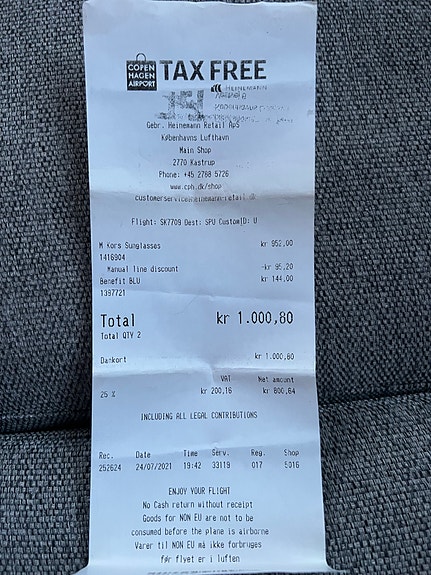 COPEN
HAGEN
AIRPORT
TAX FREE
HEINEMANN
Gebr. Heinemann Retail ApS
Københavns Lufthavn
Main Shop
2770 Kastrup
Phone: +45 2788 5726
www.cph.dk/shop
customerservice@heinemann-retail.dk
Flight: SK7709 Dest: SPU CustomID: U
M Kors Sunglasses kr 952,00
1416904
Manual line discount -kr 95,20
Benefit BLU kr 144,00
1397721
Total kr 1.000,80
Total QTY 2
Dankort kr 1.000,80
VAT Net amount
25 % kr 200,16 kr 800,64
INCLUDING ALL LEGAL CONTRIBUTIONS
Rec. Date Time Serv. Reg. Shop
252624 24/07/2021 19:42 33119 017 5016
ENJOY YOUR FLIGHT
No Cash return without receipt
Goods for NON EU are not to be
consumed before the plane is airborne
Varer til NON EU må ikke forbruges
før flyet er i luften